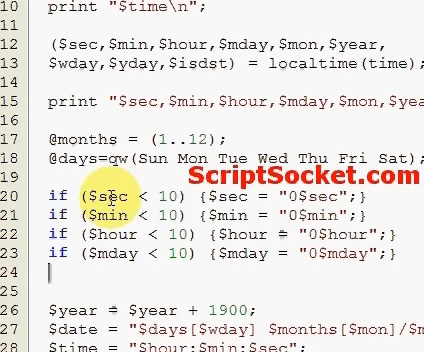 10 print "$time\n";
11
12 ($sec,$min,$hour,$mday,$mon,$year,
13 $wday,$yday,$isdst) = localtime(time);
14
15 print "$sec,$min,$hour,$mday,$mon,$yea
16
17 @months = (1..12);
18 @days=qw(Sun Mon Tue Wed Thu Fri Sat);
19
ScriptSocket.com
20 if ($sec < 10) {$sec = "0$sec";}
21 if ($min < 10) {$min = "0$min";}
22 if ($hour < 10) {$hour = "0$hour";}
23 if ($mday < 10) {$mday = "0$mday";}
24
25
26 $year = $year + 1900;
27 $date = "$days[$wday] $months[$mon]/$m
28 $time = "$hour:$min:$sec";